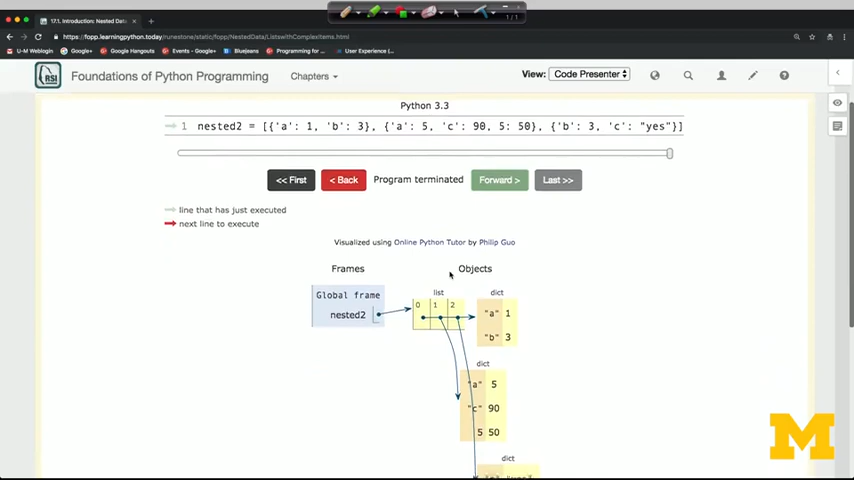 1/1
17.1. Introduction: Nested Data
https://fopp.learningpython.today/runestone/static/fopp/NestedData/ListswithComplexItems.html
U-M Weblogin
Google+
Google Hangouts
Events - Google+
Bluejeans
Programming for ...
User Experience (...
RSI
Foundations of Python Programming
Chapters
View:
Code Presenter
Python 3.3
1 nested2 = [{'a': 1, 'b': 3}, {'a': 5, 'c': 90, 5: 50}, {'b': 3, 'c': "yes"}]
<< First
< Back
Program terminated
Forward >
Last >>
line that has just executed
next line to execute
Visualized using Online Python Tutor by Philip Guo
Frames
Objects
Global frame
nested2
list
0 1 2
dict
"a" 1
"b" 3
dict
"a" 5
"c" 90
5 50
dict
M